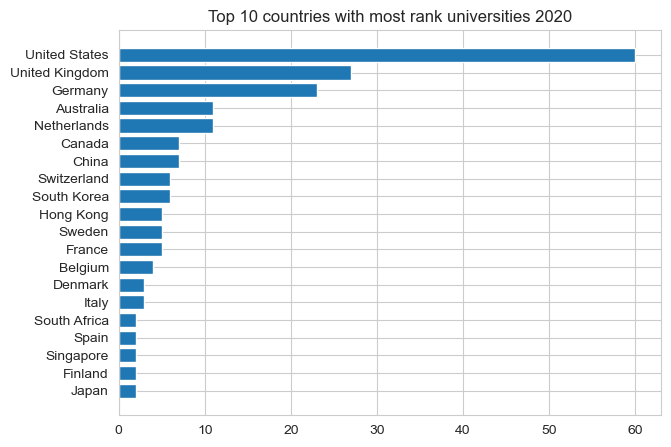 Top 10 countries with most rank universities 2020
United States
United Kingdom
Germany
Australia
Netherlands
Canada
China
Switzerland
South Korea
Hong Kong
Sweden
France
Belgium
Denmark
Italy
South Africa
Spain
Singapore
Finland
Japan
0 10 20 30 40 50 60